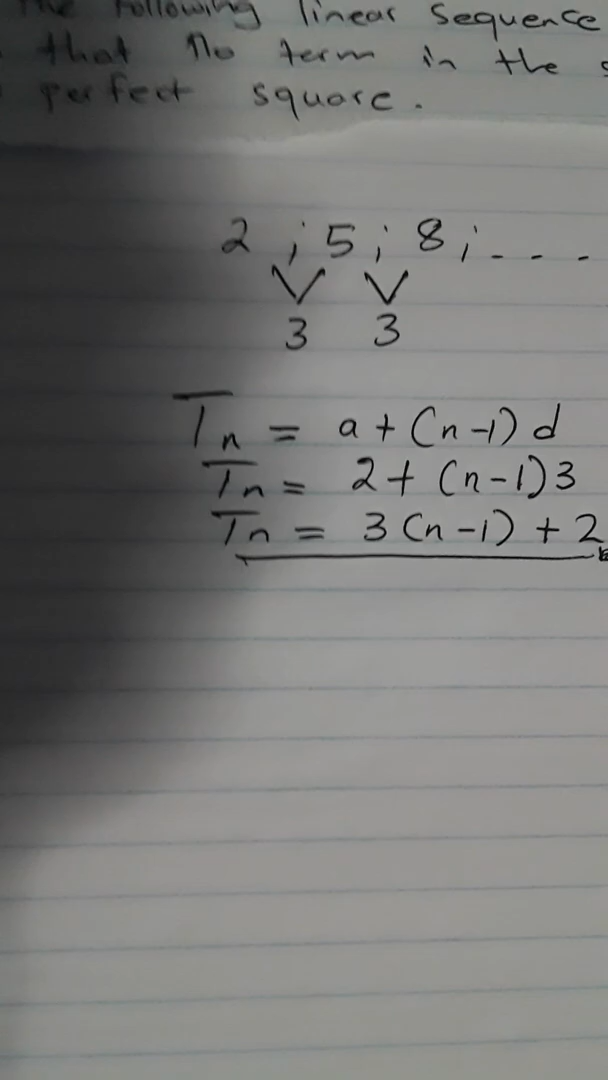 The following linear sequence
that no term in the
perfect square.
2 ; 5 ; 8 ; . . .
3 3
Tn = a + (n-1) d
Tn = 2 + (n-1)3
Tn = 3 (n-1) + 2